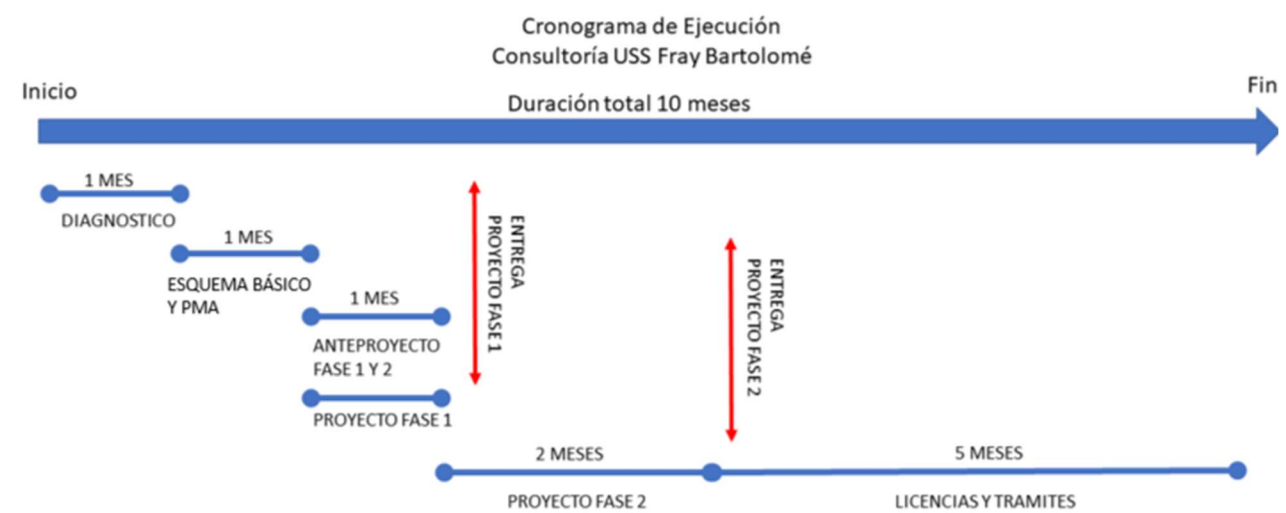 Cronograma de Ejecución
Consultoría USS Fray Bartolomé
Inicio
Fin
Duración total 10 meses
1 MES
DIAGNOSTICO
1 MES
ESQUEMA BÁSICO
Y PMA
1 MES
ANTEPROYECTO
FASE 1 Y 2
PROYECTO FASE 1
ENTREGA
PROYECTO FASE 1
ENTREGA
PROYECTO FASE 2
2 MESES
PROYECTO FASE 2
5 MESES
LICENCIAS Y TRAMITES